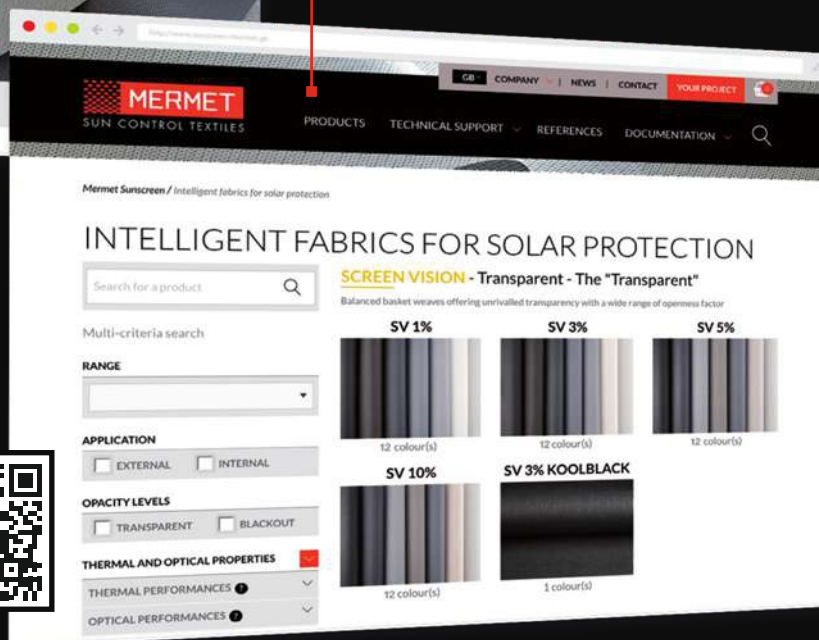 GB
COMPANY | NEWS | CONTACT
YOUR PROJECT
MERMET
SUN CONTROL TEXTILES
PRODUCTS TECHNICAL SUPPORT REFERENCES DOCUMENTATION
Mermet Sunscreen / Intelligent fabrics for solar protection
INTELLIGENT FABRICS FOR SOLAR PROTECTION
Search for a product
Multi-criteria search
RANGE
APPLICATION
EXTERNAL INTERNAL
OPACITY LEVELS
TRANSPARENT BLACKOUT
THERMAL AND OPTICAL PROPERTIES
THERMAL PERFORMANCES ?
OPTICAL PERFORMANCES ?
SCREEN VISION - Transparent - The "Transparent"
Balanced basket weaves offering unrivalled transparency with a wide range of openness factor
SV 1% SV 3% SV 5%
12 colour(s) 12 colour(s) 12 colour(s)
SV 10% SV 3% KOOLBLACK
12 colour(s) 1 colour(s)